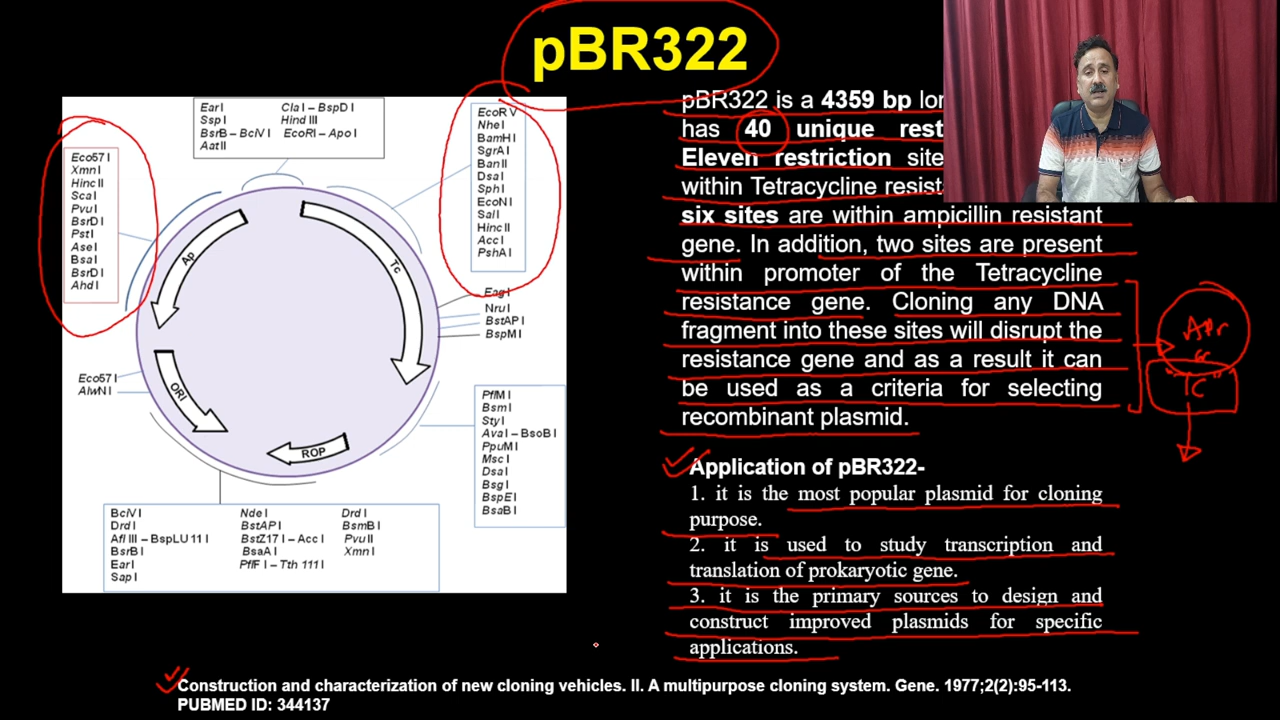 pBR322
EarI ClaI – BspDI
SspI Hind III
BsrB – BciVI EcoRI – ApoI
AatII
EcoRV
NheI
BamHI
SgrAI
BanII
DsaI
SphI
EcoNI
SalI
HincII
AccI
PshAI
Eco57I
XmnI
HincII
ScaI
PvuI
BsrDI
PstI
AseI
BsaI
BsrDI
AhdI
Ap
Tc
EagI
NruI
BstAPI
BspMI
Eco57I
AlwNI
ORI
ROP
PflMI
BsmI
StyI
AvaI – BsoBI
PpuMI
MscI
DsaI
BsgI
BspEI
BsaBI
BciVI NdeI DrdI
DrdI BstAPI BsmBI
Afl III – BspLU11I BstZ17I – AccI PvuII
BsrBI BsaAI XmnI
EarI PflFI – Tth 111I
SapI
pBR322 is a 4359 bp lon
has 40 unique rest
Eleven restriction site
within Tetracycline resist
six sites are within ampicillin resistant
gene. In addition, two sites are present
within promoter of the Tetracycline
resistance gene. Cloning any DNA
fragment into these sites will disrupt the
resistance gene and as a result it can
be used as a criteria for selecting
recombinant plasmid.
Application of pBR322-
1. it is the most popular plasmid for cloning
purpose.
2. it is used to study transcription and
translation of prokaryotic gene.
3. it is the primary sources to design and
construct improved plasmids for specific
applications.
Construction and characterization of new cloning vehicles. II. A multipurpose cloning system. Gene. 1977;2(2):95-113.
PUBMED ID: 344137